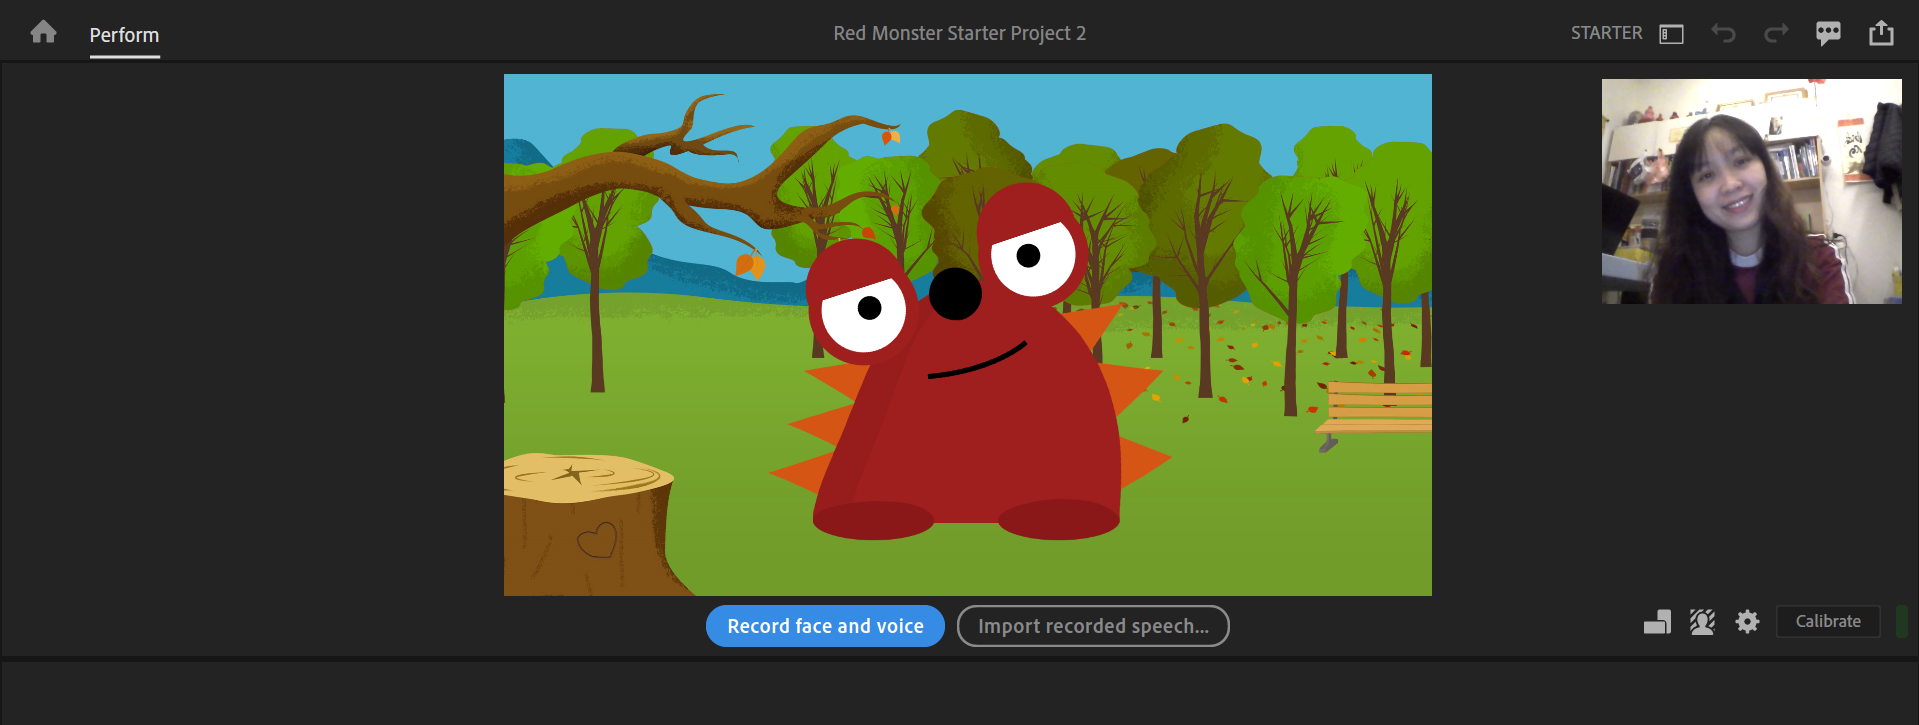 Perform
Red Monster Starter Project 2
STARTER
Record face and voice
Import recorded speech...
Calibrate